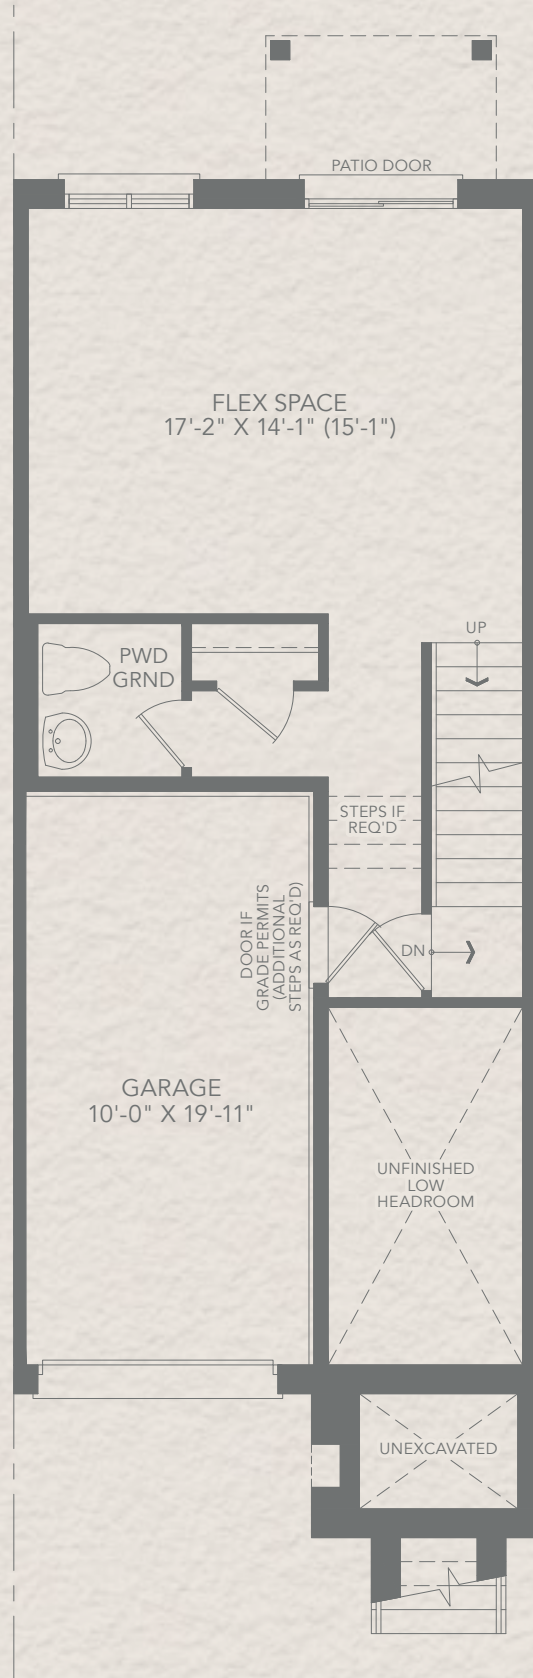 PATIO DOOR
FLEX SPACE
17'-2" X 14'-1" (15'-1")
UP
PWD
GRND
STEPS IF
REQ'D
DOOR IF
GRADE PERMITS
(ADDITIONAL
STEPS AS REQ'D)
DN
GARAGE
10'-0" X 19'-11"
UNFINISHED
LOW
HEADROOM
UNEXCAVATED